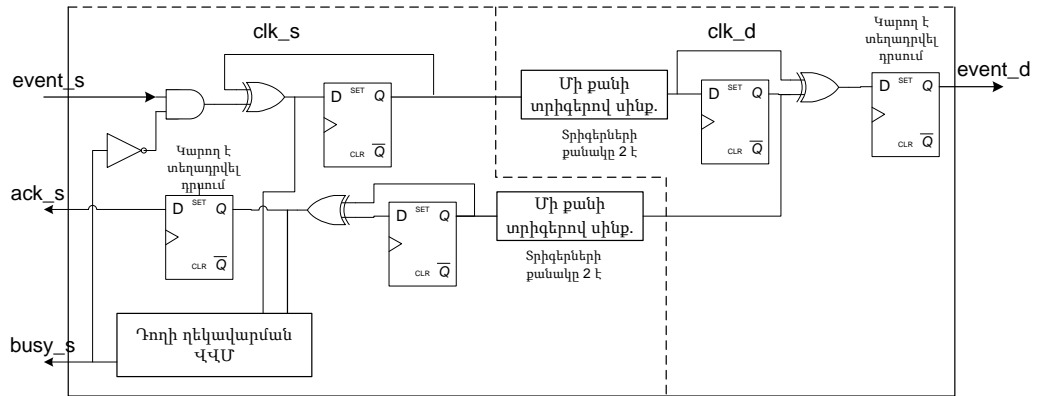 clk_s
clk_d
Կարող է
տեղադրվել
դրսում
event_s
event_d
D SET Q
CLR Q
Մի քանի
տրիգերով սինք.
Տրիգերների
քանակը 2 է
D SET Q
CLR Q
D SET Q
CLR Q
Կարող է
տեղադրվել
դրսում
ack_s
D SET Q
CLR Q
D SET Q
CLR Q
Մի քանի
տրիգերով սինք.
Տրիգերների
քանակը 2 է
busy_s
Դողի ղեկավարման
ՎՎՄ